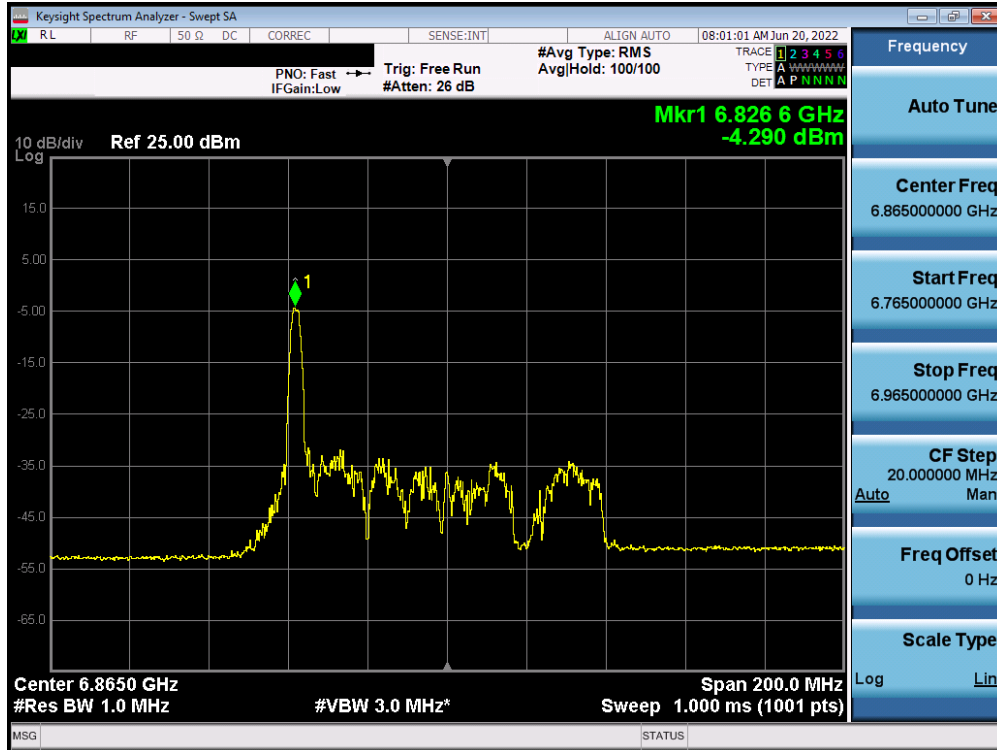 Keysight Spectrum Analyzer - Swept SA
LXI RL RF 50 Ω DC CORREC SENSE:INT ALIGN AUTO 08:01:01 AM Jun 20, 2022
PNO: Fast
IFGain:Low
Trig: Free Run
#Atten: 26 dB
#Avg Type: RMS
Avg|Hold: 100/100
TRACE 1 2 3 4 5 6
TYPE A WWWWW
DET A P N N N N
Mkr1 6.826 6 GHz
-4.290 dBm
10 dB/div Ref 25.00 dBm
Log
1
15.0
5.00
-5.00
-15.0
-25.0
-35.0
-45.0
-55.0
-65.0
Center 6.8650 GHz Span 200.0 MHz
#Res BW 1.0 MHz #VBW 3.0 MHz* Sweep 1.000 ms (1001 pts)
MSG STATUS
Frequency
Auto Tune
Center Freq
6.865000000 GHz
Start Freq
6.765000000 GHz
Stop Freq
6.965000000 GHz
CF Step
20.000000 MHz
Auto Man
Freq Offset
0 Hz
Scale Type
Log Lin